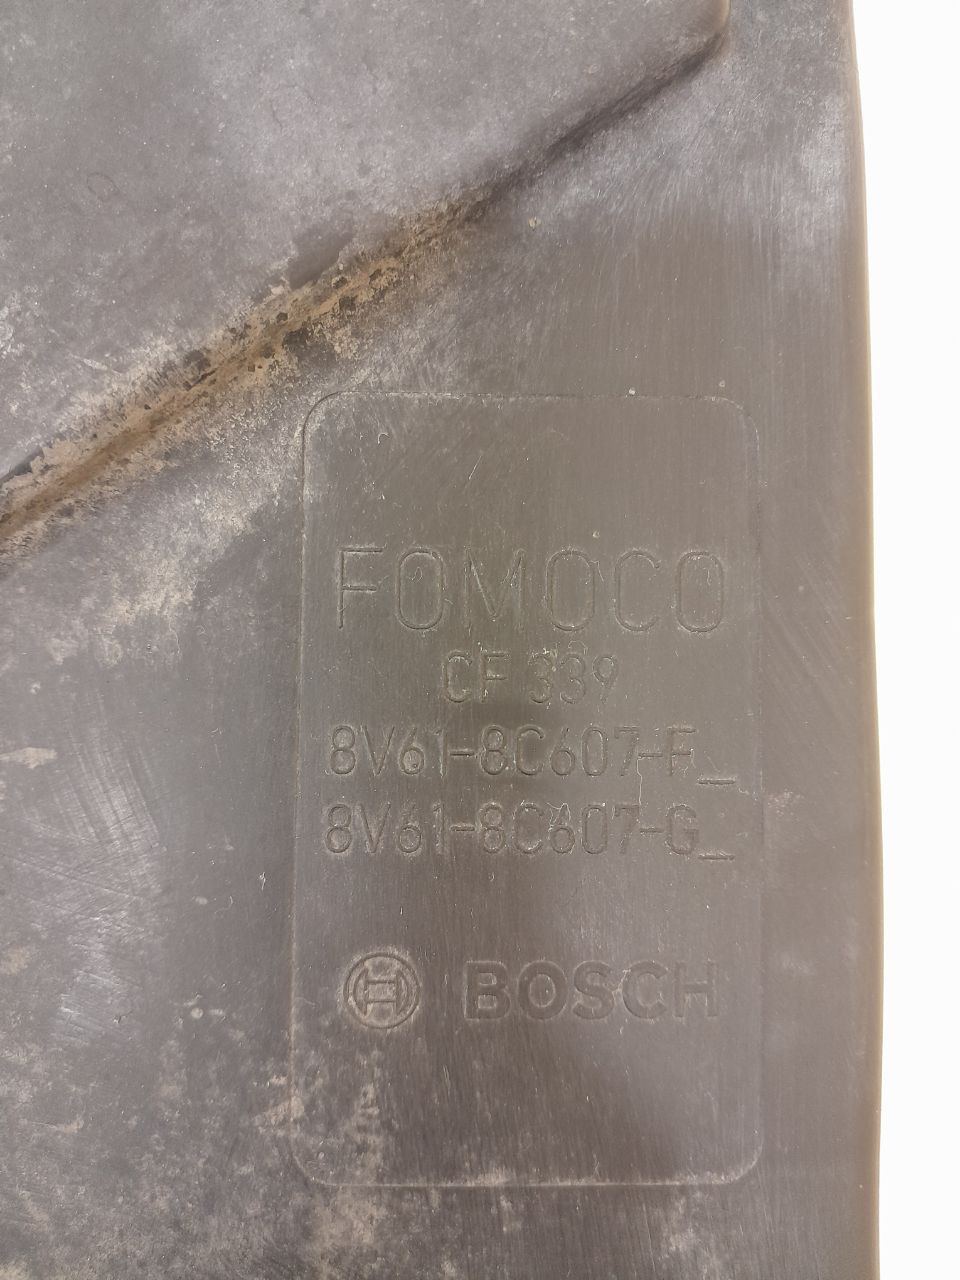 FOMOCO
CF 339
8V61-8C607-F_
8V61-8C607-G_
BOSCH